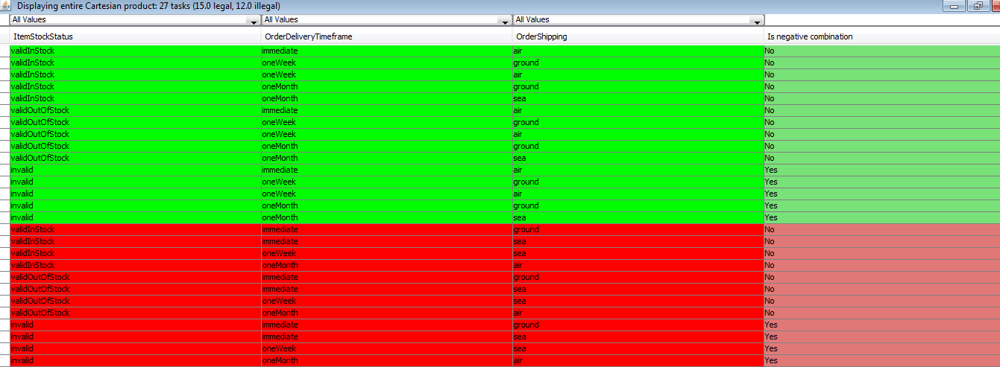 Displaying entire Cartesian product: 27 tasks (15.0 legal, 12.0 illegal)
All Values All Values All Values
ItemStockStatus OrderDeliveryTimeframe OrderShipping Is negative combination
validInStock immediate air No
validInStock oneWeek ground No
validInStock oneWeek air No
validInStock oneMonth ground No
validInStock oneMonth sea No
validOutOfStock immediate air No
validOutOfStock oneWeek ground No
validOutOfStock oneWeek air No
validOutOfStock oneMonth ground No
validOutOfStock oneMonth sea No
invalid immediate air Yes
invalid oneWeek ground Yes
invalid oneWeek air Yes
invalid oneMonth ground Yes
invalid oneMonth sea Yes
validInStock immediate ground No
validInStock immediate sea No
validInStock oneWeek sea No
validInStock oneMonth air No
validOutOfStock immediate ground No
validOutOfStock immediate sea No
validOutOfStock oneWeek sea No
validOutOfStock oneMonth air No
invalid immediate ground Yes
invalid immediate sea Yes
invalid oneWeek sea Yes
invalid oneMonth air Yes